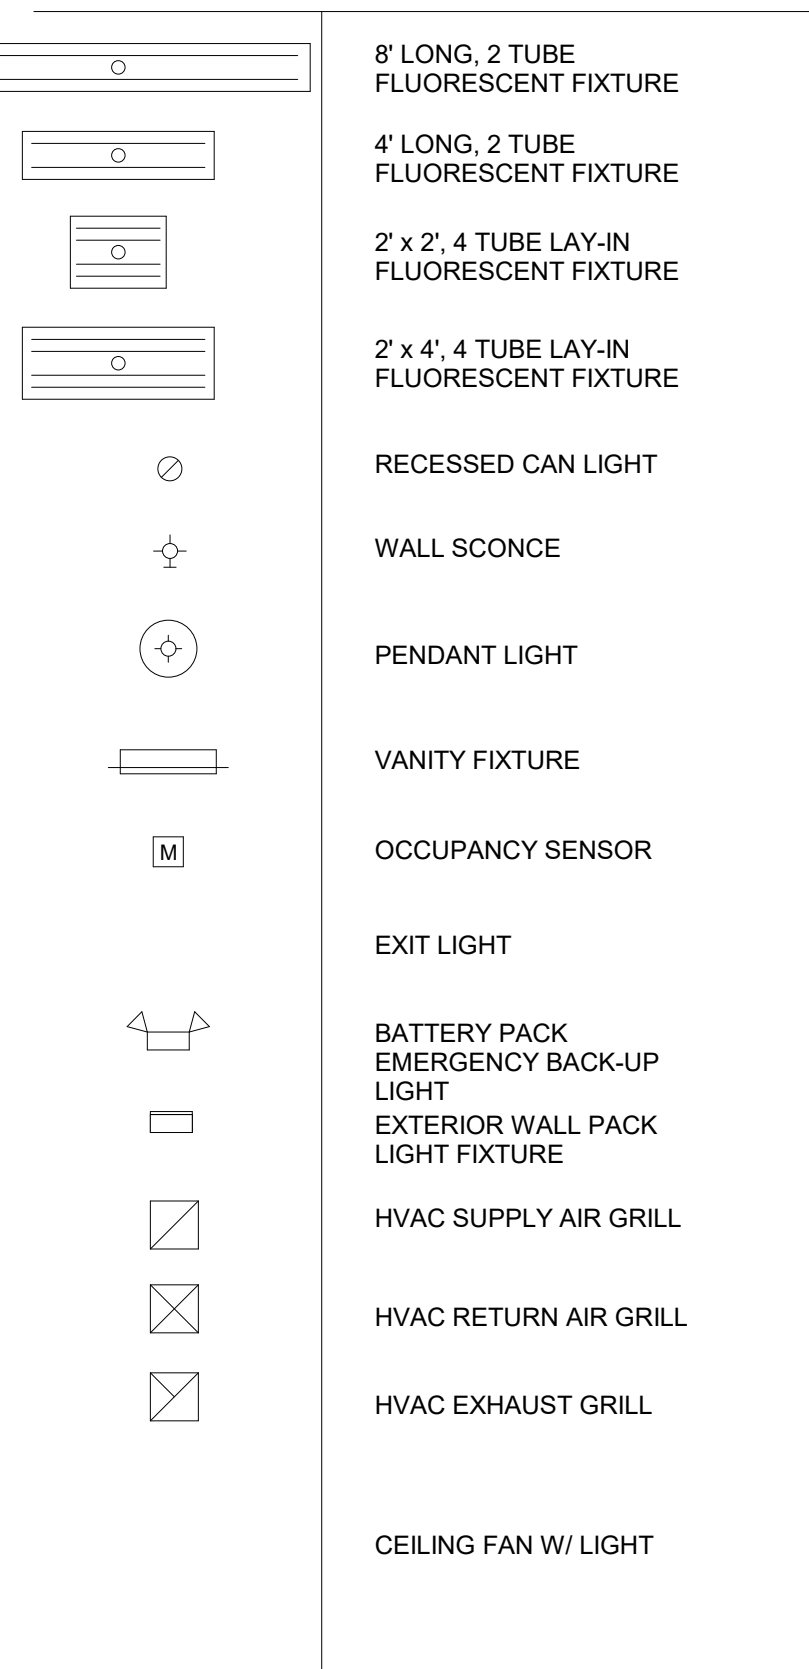 8' LONG, 2 TUBE
FLUORESCENT FIXTURE
4' LONG, 2 TUBE
FLUORESCENT FIXTURE
2' x 2', 4 TUBE LAY-IN
FLUORESCENT FIXTURE
2' x 4', 4 TUBE LAY-IN
FLUORESCENT FIXTURE
RECESSED CAN LIGHT
WALL SCONCE
PENDANT LIGHT
VANITY FIXTURE
M
OCCUPANCY SENSOR
EXIT LIGHT
BATTERY PACK
EMERGENCY BACK-UP
LIGHT
EXTERIOR WALL PACK
LIGHT FIXTURE
HVAC SUPPLY AIR GRILL
HVAC RETURN AIR GRILL
HVAC EXHAUST GRILL
CEILING FAN W/ LIGHT